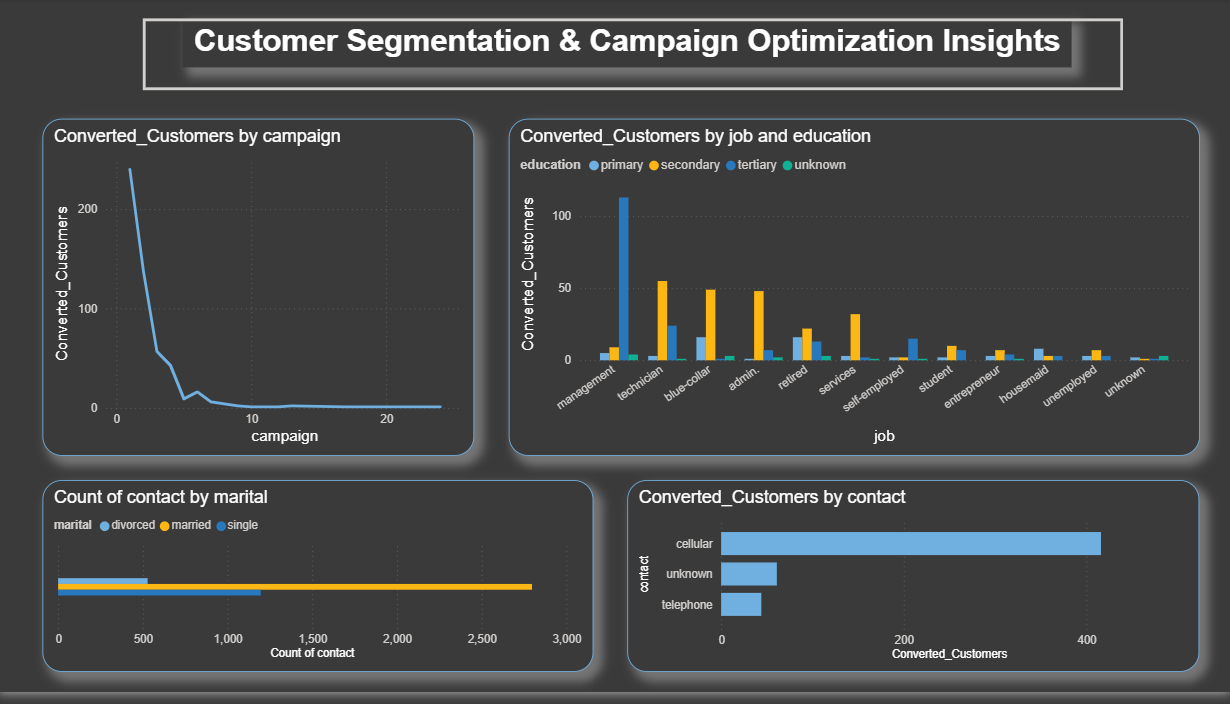 Customer Segmentation & Campaign Optimization Insights
Converted_Customers by campaign
Converted_Customers
200
100
0
0 10 20
campaign
Converted_Customers by job and education
education primary secondary tertiary unknown
Converted_Customers
100
50
0
management technician blue-collar admin. retired services self-employed student entrepreneur housemaid unemployed unknown
job
Count of contact by marital
marital divorced married single
0 500 1,000 1,500 2,000 2,500 3,000
Count of contact
Converted_Customers by contact
contact
cellular
unknown
telephone
0 200 400
Converted_Customers